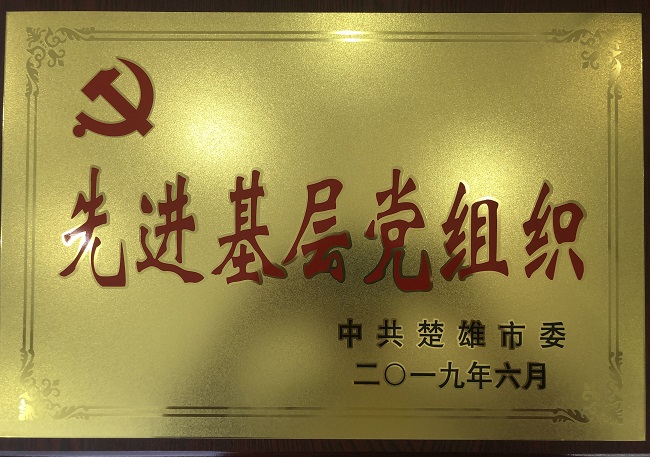 先进基层党组织
中共楚雄市委
二〇一九年六月